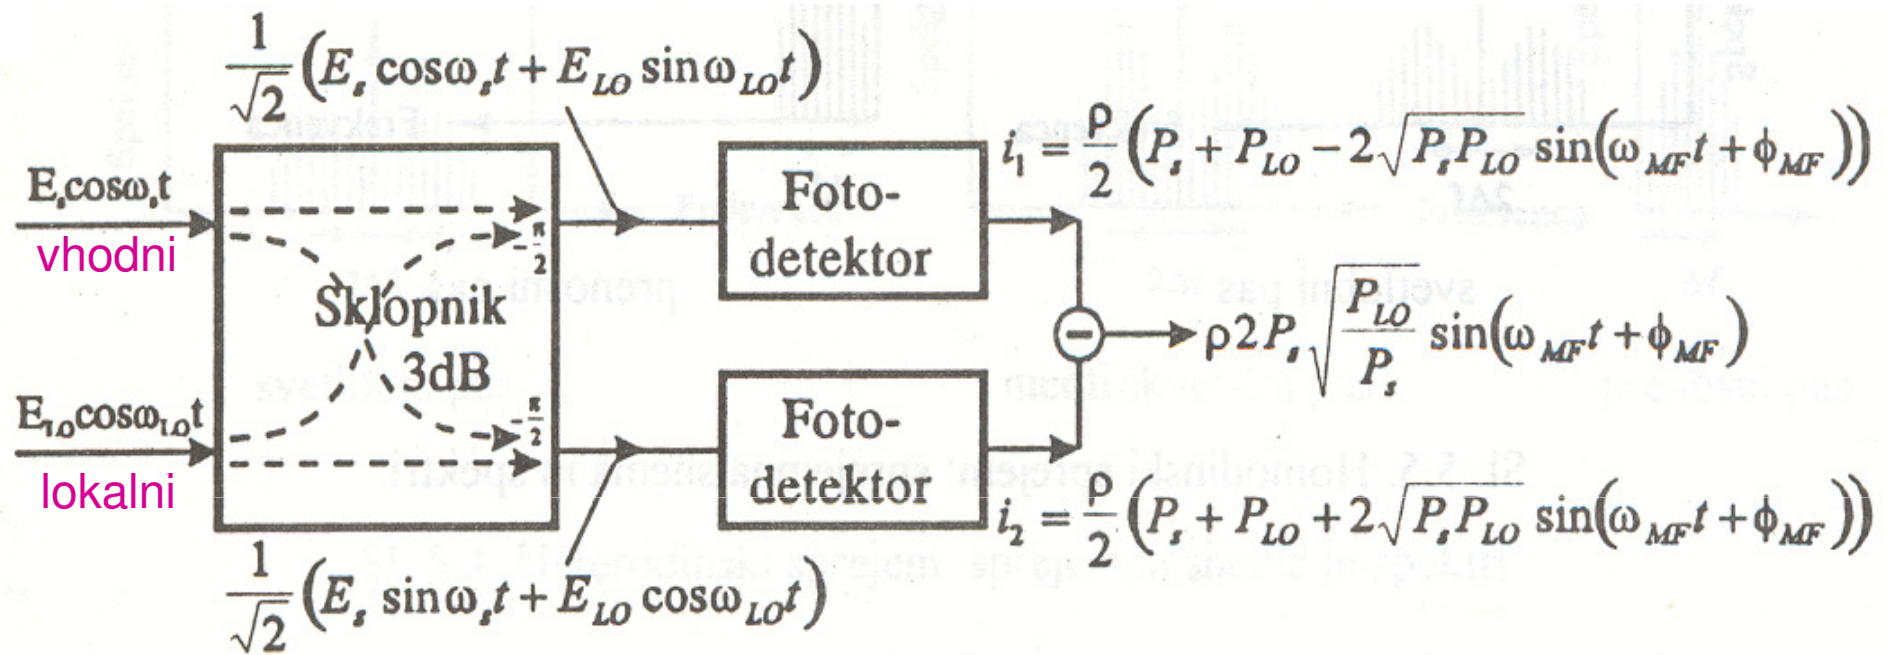 1/√2 (E_s cosω_s t + E_LO sinω_LO t)
E_s cosω_s t
vhodni
E_LO cosω_LO t
lokalni
-π/2
Sklopnik
3dB
-π/2
1/√2 (E_s sinω_s t + E_LO cosω_LO t)
Foto-
detektor
Foto-
detektor
i_1 = ρ/2 (P_s + P_LO − 2√(P_s P_LO) sin(ω_MF t + ϕ_MF))
−
ρ2P_s √(P_LO/P_s) sin(ω_MF t + ϕ_MF)
i_2 = ρ/2 (P_s + P_LO + 2√(P_s P_LO) sin(ω_MF t + ϕ_MF))